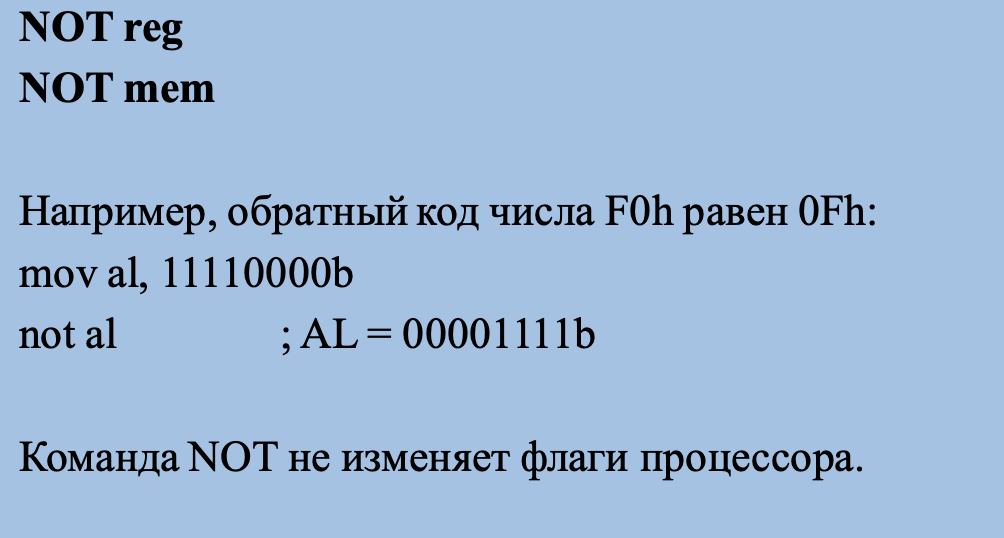 NOT reg
NOT mem
Например, обратный код числа F0h равен 0Fh:
mov al, 11110000b
not al ; AL = 00001111b
Команда NOT не изменяет флаги процессора.